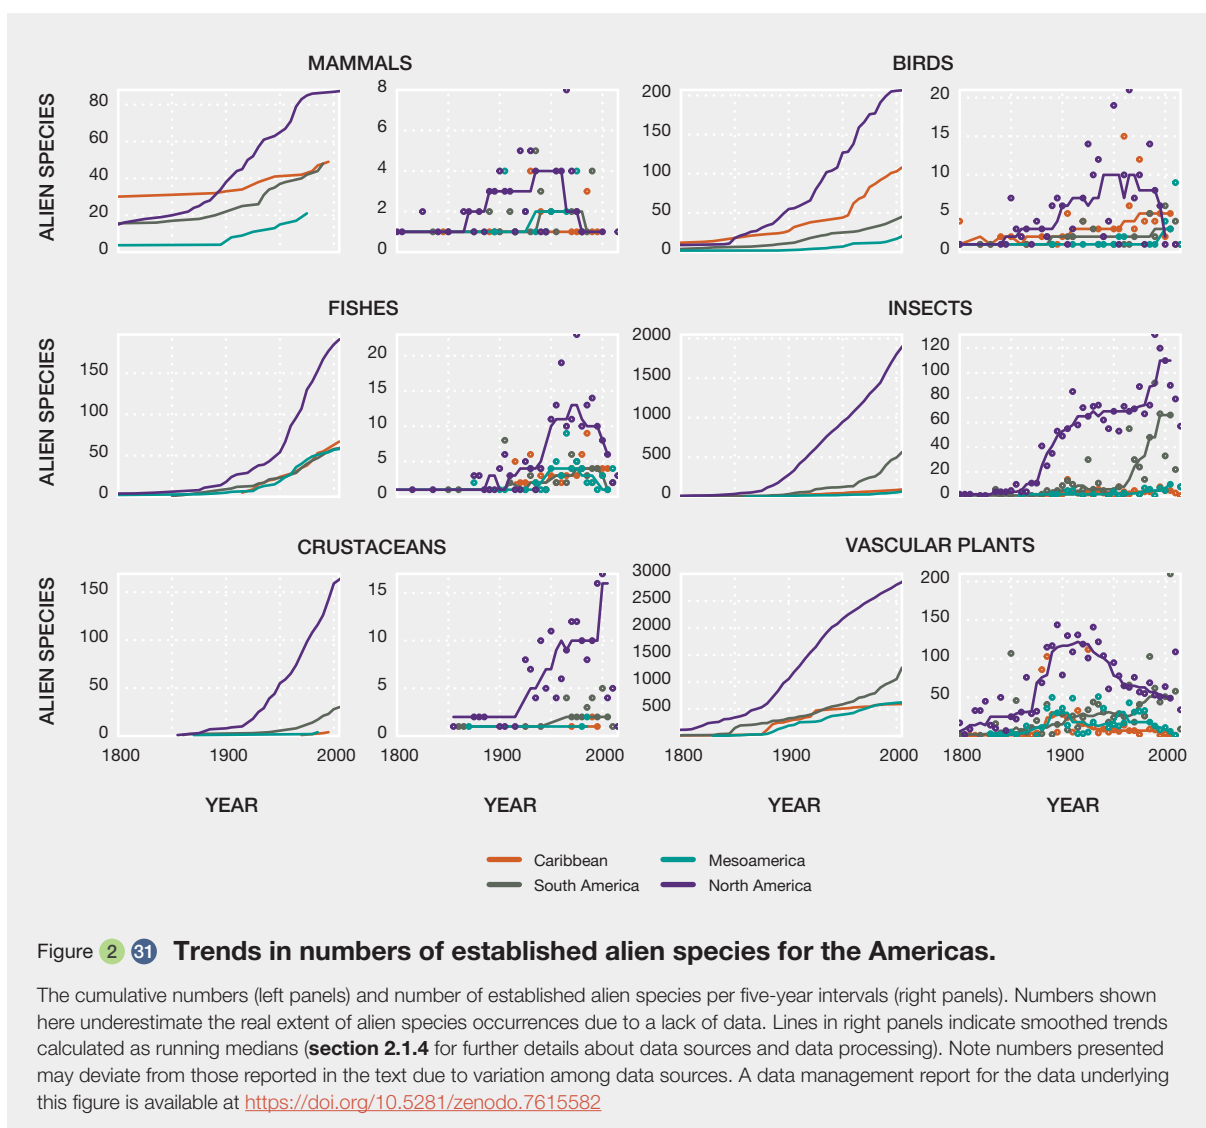 MAMMALS
BIRDS
ALIEN SPECIES
80
60
40
20
0
8
6
4
2
0
200
150
100
50
0
20
15
10
5
0
FISHES
INSECTS
ALIEN SPECIES
150
100
50
0
20
15
10
5
0
2000
1500
1000
500
0
120
100
80
60
40
20
0
CRUSTACEANS
VASCULAR PLANTS
ALIEN SPECIES
150
100
50
0
15
10
5
0
3000
2500
2000
1500
3000
500
0
200
150
100
50
1800 1900 2000
1800 1900 2000
1800 1900 2000
1800 1900 2000
YEAR YEAR YEAR YEAR
Caribbean Mesoamerica
South America North America
Figure 2 31 Trends in numbers of established alien species for the Americas.
The cumulative numbers (left panels) and number of established alien species per five-year intervals (right panels). Numbers shown
here underestimate the real extent of alien species occurrences due to a lack of data. Lines in right panels indicate smoothed trends
calculated as running medians (section 2.1.4 for further details about data sources and data processing). Note numbers presented
may deviate from those reported in the text due to variation among data sources. A data management report for the data underlying
this figure is available at https://doi.org/10.5281/zenodo.7615582